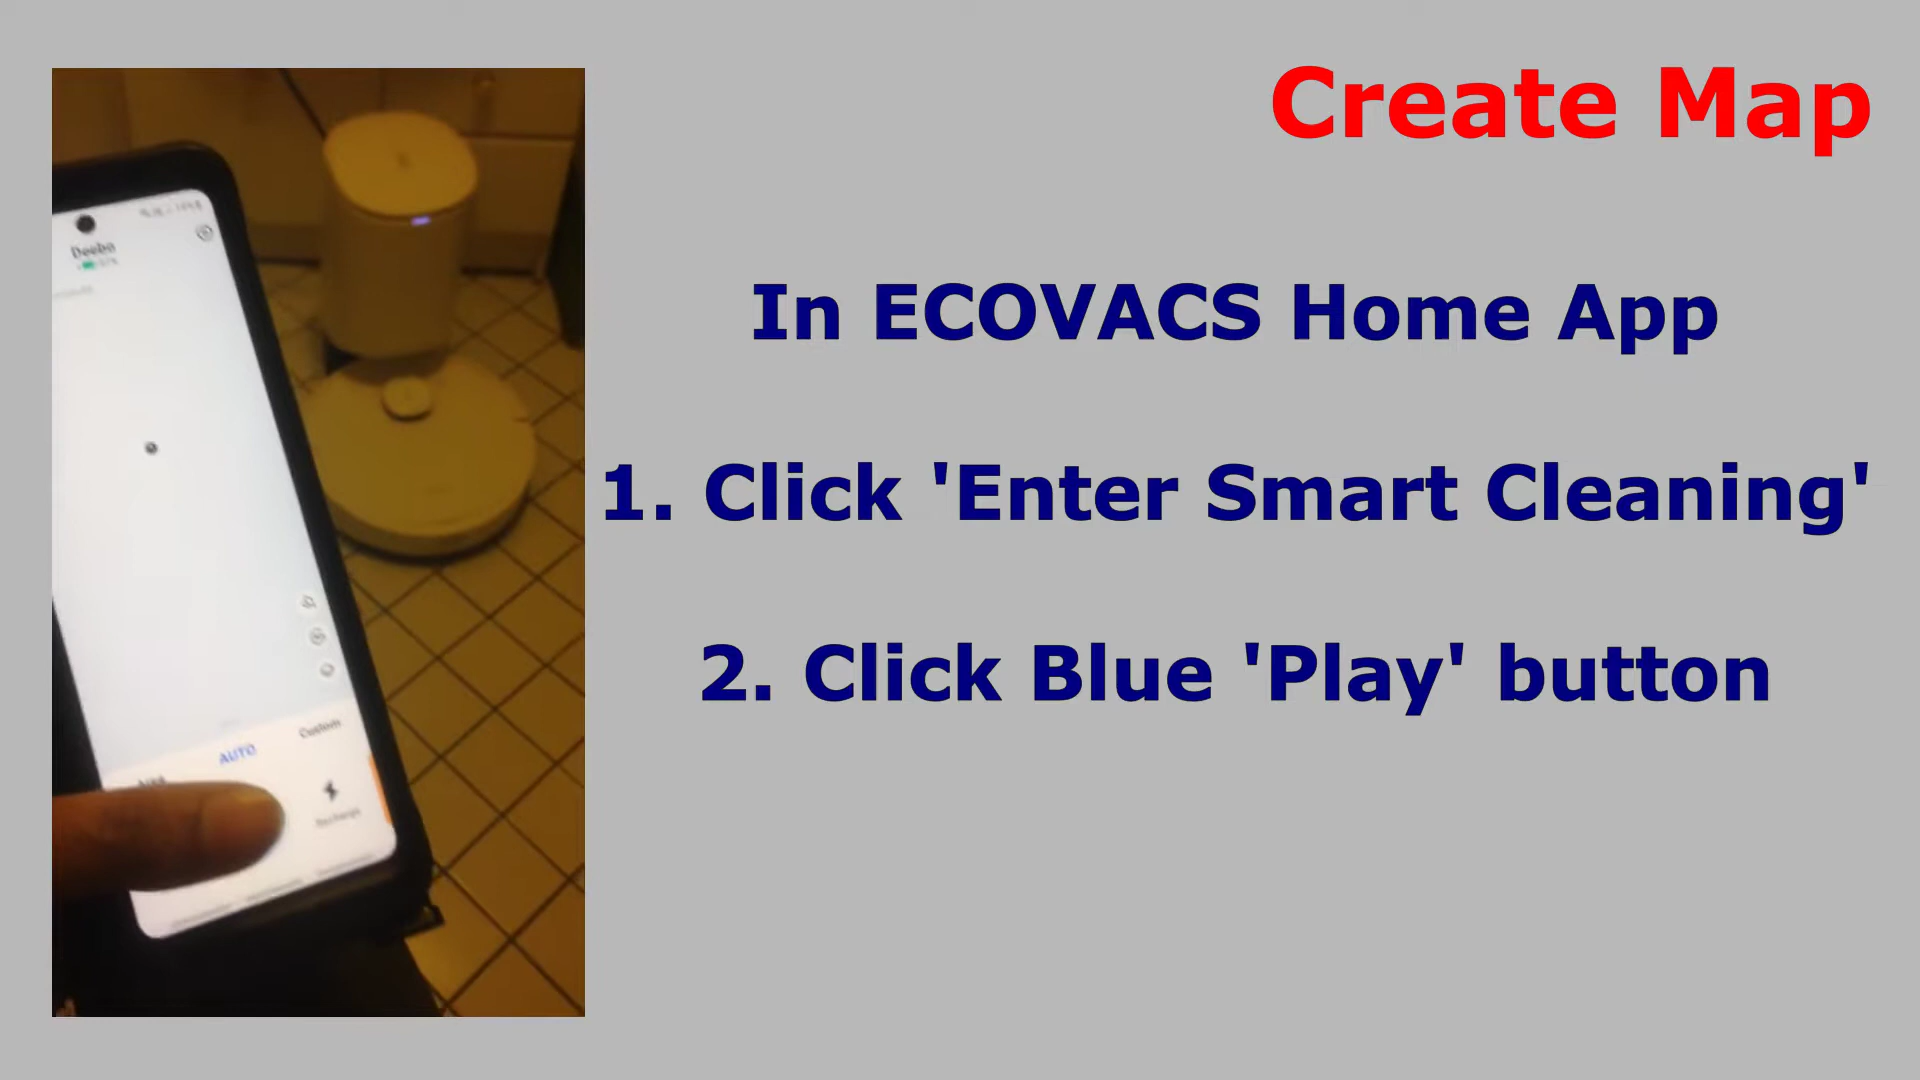 Create Map
In ECOVACS Home App
1. Click 'Enter Smart Cleaning'
2. Click Blue 'Play' button
Deebo
AUTO
Custom
Recharge